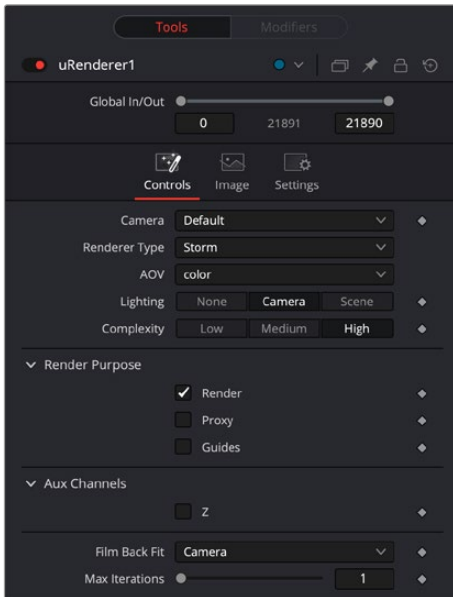 Tools Modifiers
uRenderer1
Global In/Out
0 21891 21890
Controls Image Settings
Camera Default
Renderer Type Storm
AOV color
Lighting None Camera Scene
Complexity Low Medium High
Render Purpose
Render
Proxy
Guides
Aux Channels
Z
Film Back Fit Camera
Max Iterations 1